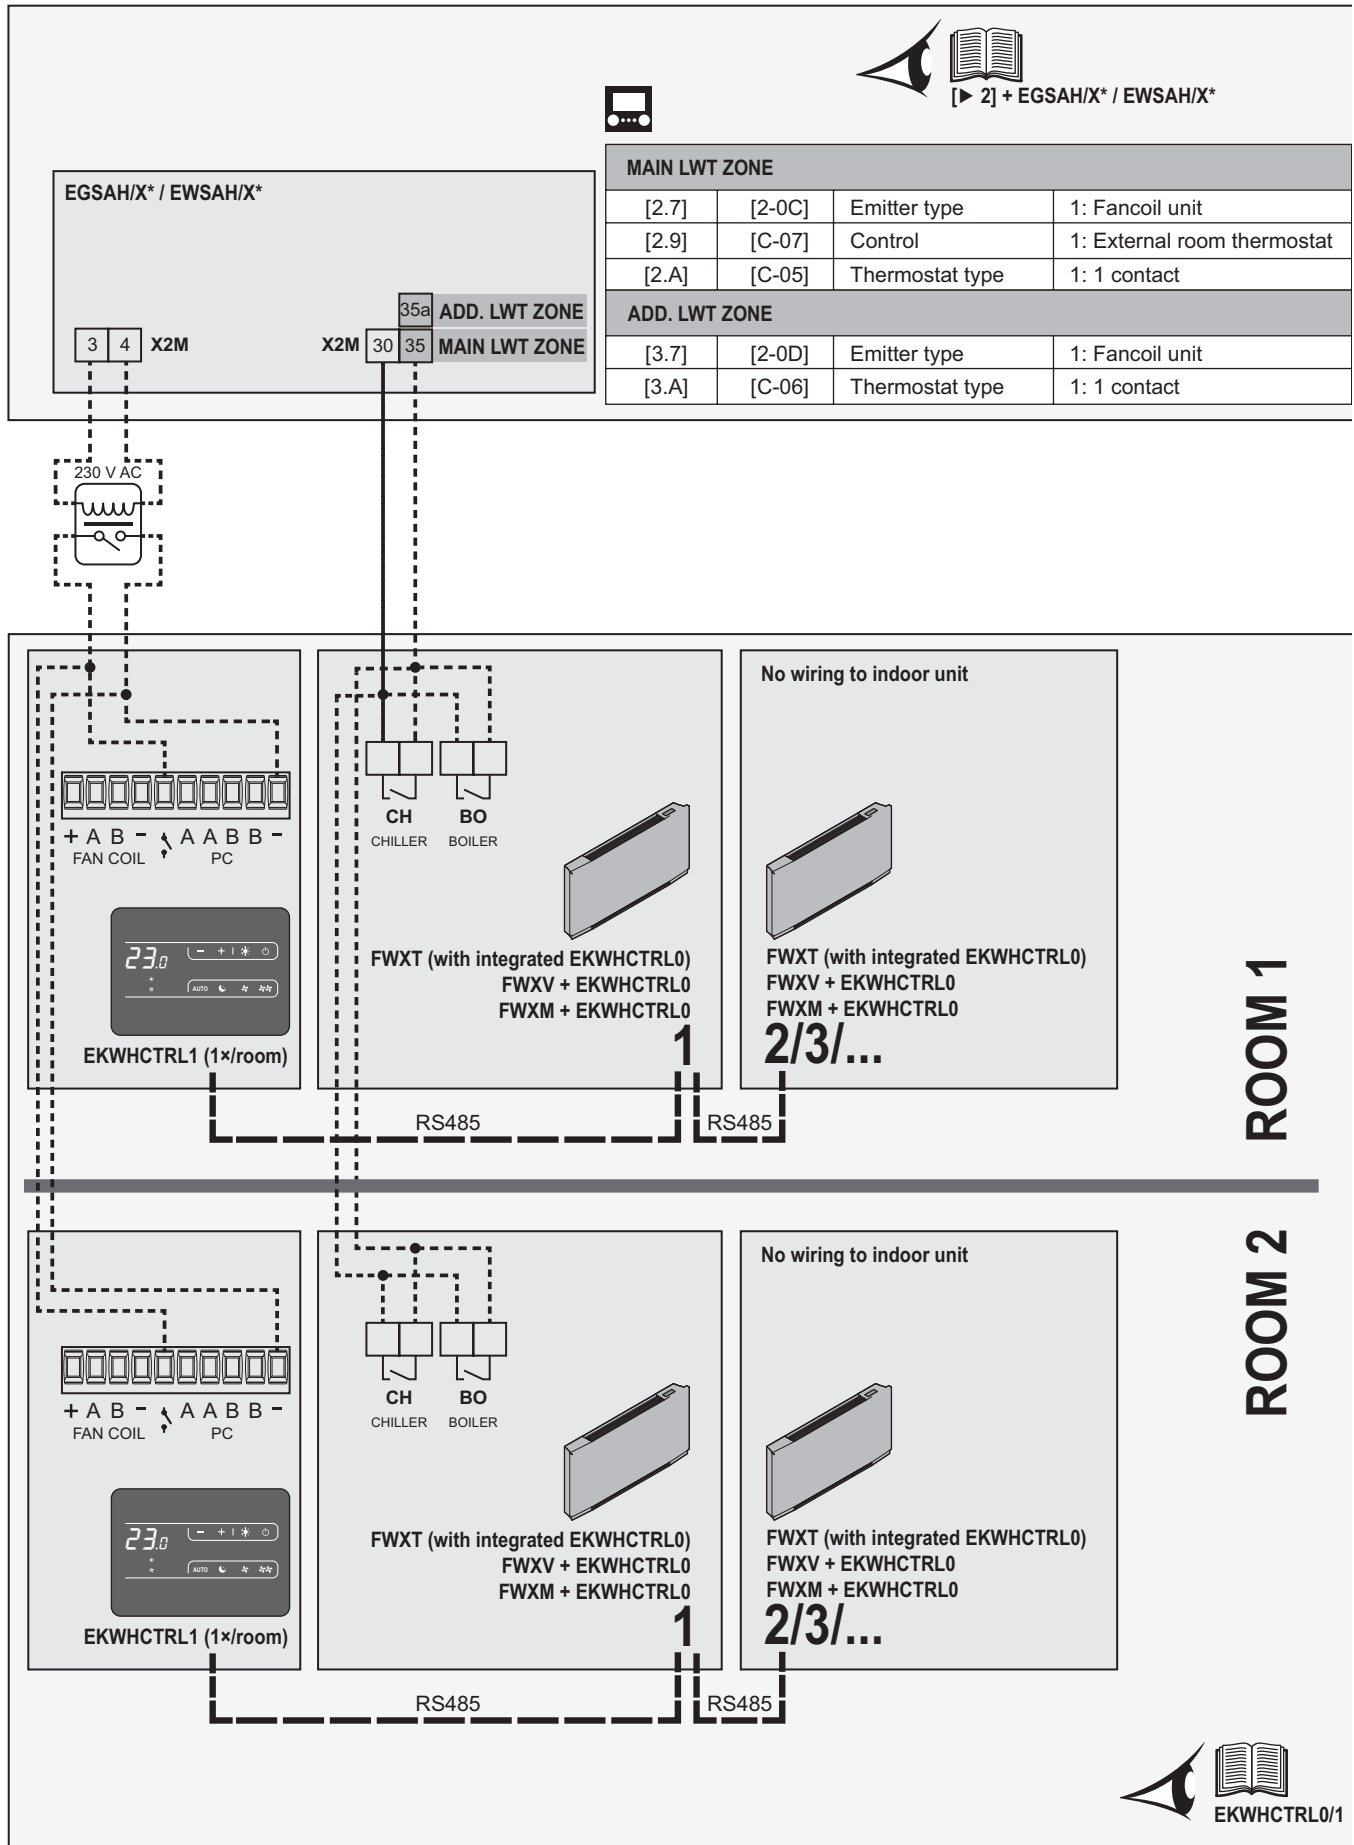 [▶ 2] + EGSAH/X* / EWSAH/X*
EGSAH/X* / EWSAH/X*
35a ADD. LWT ZONE
3 4 X2M X2M 30 35 MAIN LWT ZONE
MAIN LWT ZONE
[2.7] [2-0C] Emitter type 1: Fancoil unit
[2.9] [C-07] Control 1: External room thermostat
[2.A] [C-05] Thermostat type 1: 1 contact
ADD. LWT ZONE
[3.7] [2-0D] Emitter type 1: Fancoil unit
[3.A] [C-06] Thermostat type 1: 1 contact
230 V AC
ROOM 1
+ A B - A A B B -
FAN COIL PC
23.0 - + I
AUTO
EKWHCTRL1 (1×/room)
CH BO
CHILLER BOILER
FWXT (with integrated EKWHCTRL0)
FWXV + EKWHCTRL0
FWXM + EKWHCTRL0
1
No wiring to indoor unit
FWXT (with integrated EKWHCTRL0)
FWXV + EKWHCTRL0
FWXM + EKWHCTRL0
2/3/...
RS485 RS485
ROOM 2
+ A B - A A B B -
FAN COIL PC
23.0 - + I
AUTO
EKWHCTRL1 (1×/room)
CH BO
CHILLER BOILER
FWXT (with integrated EKWHCTRL0)
FWXV + EKWHCTRL0
FWXM + EKWHCTRL0
1
No wiring to indoor unit
FWXT (with integrated EKWHCTRL0)
FWXV + EKWHCTRL0
FWXM + EKWHCTRL0
2/3/...
RS485 RS485
EKWHCTRL0/1